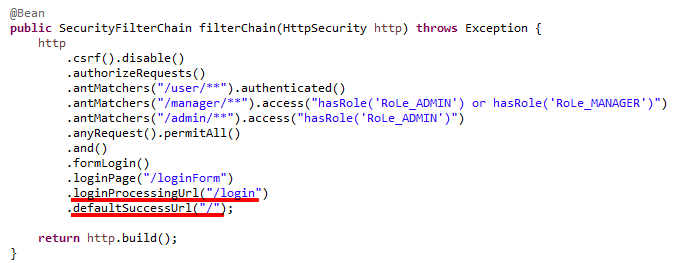 @Bean
public SecurityFilterChain filterChain(HttpSecurity http) throws Exception {
http
.csrf().disable()
.authorizeRequests()
.antMatchers("/user/**").authenticated()
.antMatchers("/manager/**").access("hasRole('RoLe_ADMIN') or hasRole('RoLe_MANAGER')")
.antMatchers("/admin/**").access("hasRole('RoLe_ADMIN')")
.anyRequest().permitAll()
.and()
.formLogin()
.loginPage("/loginForm")
.loginProcessingUrl("/login")
.defaultSuccessUrl("/");
return http.build();
}